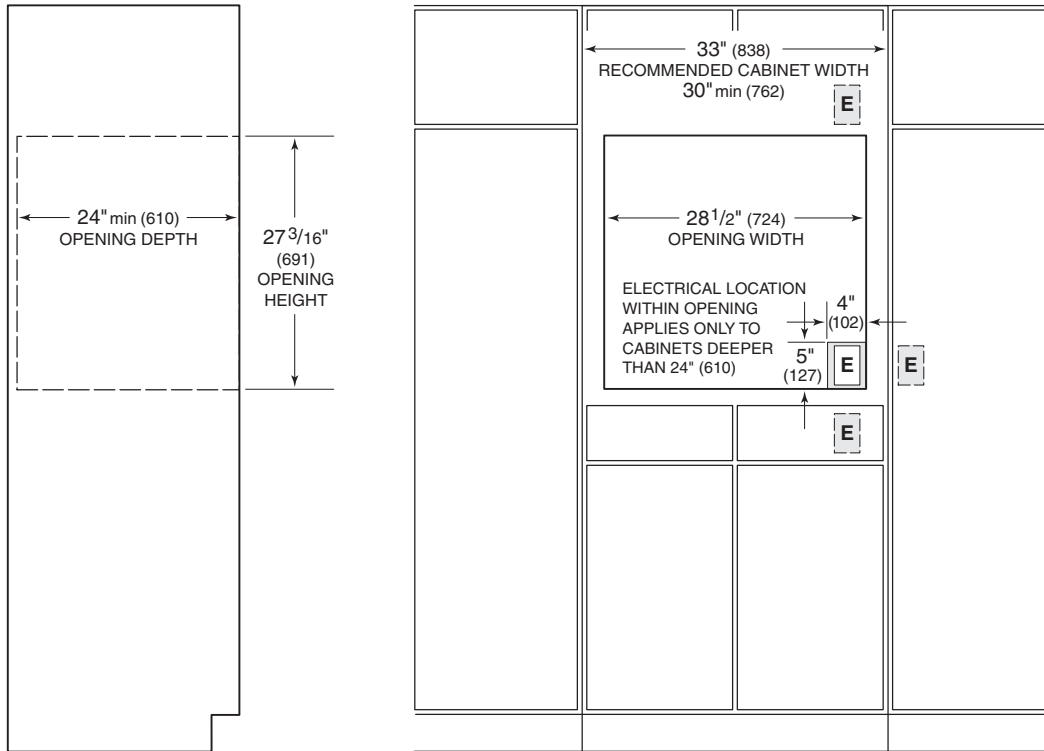 24" min (610)
OPENING DEPTH
27 3/16"
(691)
OPENING
HEIGHT
33" (838)
RECOMMENDED CABINET WIDTH
30" min (762)
E
28 1/2" (724)
OPENING WIDTH
ELECTRICAL LOCATION
WITHIN OPENING
APPLIES ONLY TO
CABINETS DEEPER
THAN 24" (610)
4"
(102)
5"
(127)
E
E
E